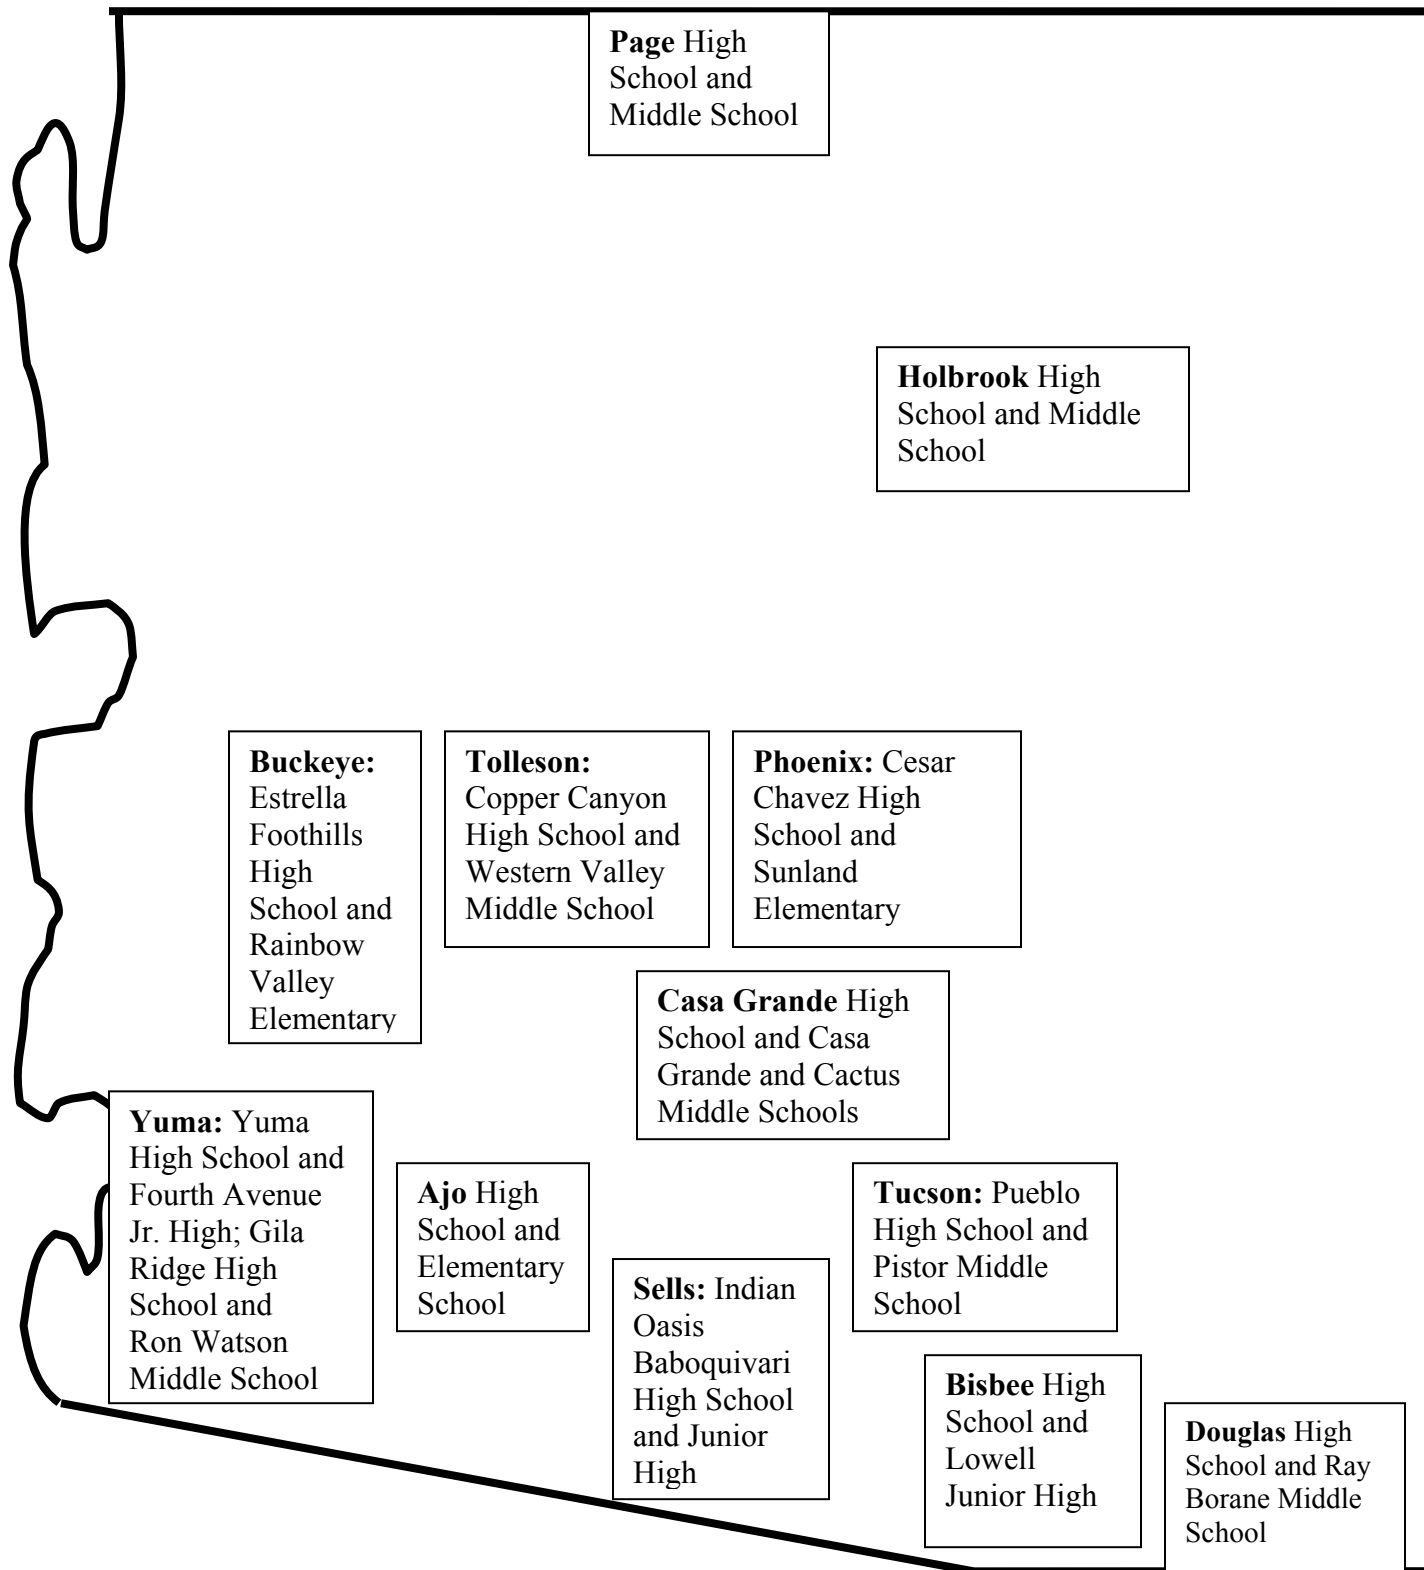 Page High
School and
Middle School
Holbrook High
School and Middle
School
Buckeye:
Estrella
Foothills
High
School and
Rainbow
Valley
Elementary
Tolleson:
Copper Canyon
High School and
Western Valley
Middle School
Phoenix: Cesar
Chavez High
School and
Sunland
Elementary
Casa Grande High
School and Casa
Grande and Cactus
Middle Schools
Yuma: Yuma
High School and
Fourth Avenue
Jr. High; Gila
Ridge High
School and
Ron Watson
Middle School
Ajo High
School and
Elementary
School
Sells: Indian
Oasis
Baboquivari
High School
and Junior
High
Tucson: Pueblo
High School and
Pistor Middle
School
Bisbee High
School and
Lowell
Junior High
Douglas High
School and Ray
Borane Middle
School